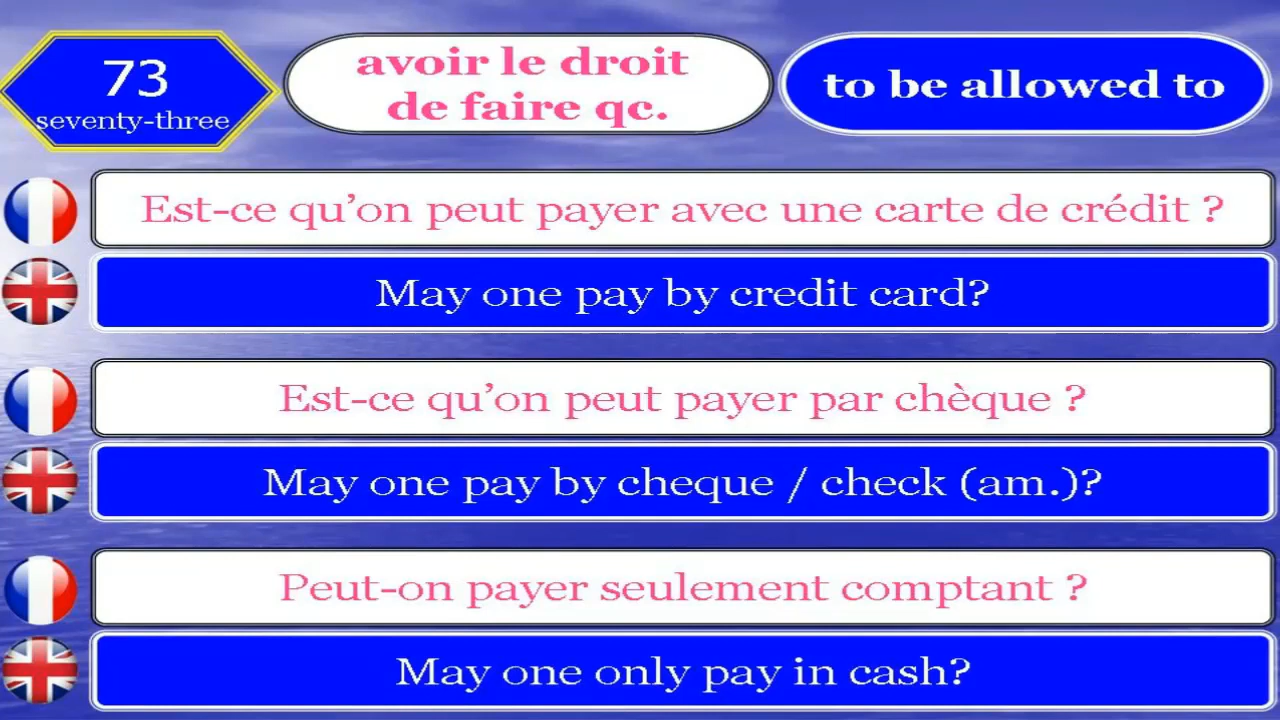 73
seventy-three
avoir le droit
de faire qc.
to be allowed to
Est-ce qu’on peut payer avec une carte de crédit ?
May one pay by credit card?
Est-ce qu’on peut payer par chèque ?
May one pay by cheque / check (am.)?
Peut-on payer seulement comptant ?
May one only pay in cash?